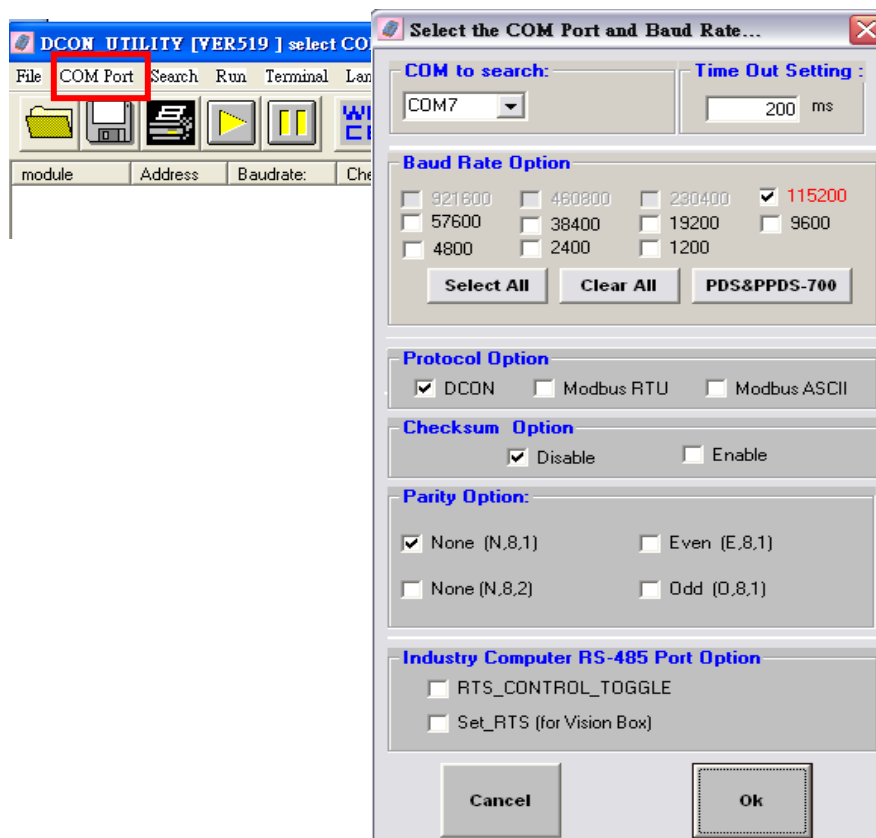 DCON UTILITY [VER519 ] select CO
File COM Port Search Run Terminal Lan
module Address Baudrate: Che
Select the COM Port and Baud Rate...
COM to search:
COM7
Time Out Setting :
200 ms
Baud Rate Option
921600 460800 230400 115200
57600 38400 19200 9600
4800 2400 1200
Select All Clear All PDS&PPDS-700
Protocol Option
DCON Modbus RTU Modbus ASCII
Checksum Option
Disable Enable
Parity Option:
None (N,8,1) Even (E,8,1)
None (N,8,2) Odd (O,8,1)
Industry Computer RS-485 Port Option
RTS_CONTROL_TOGGLE
Set_RTS (for Vision Box)
Cancel Ok